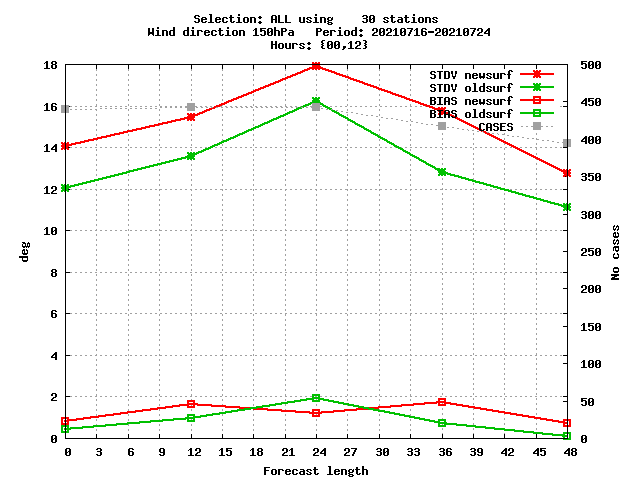 Selection: ALL using    30 stations
Wind direction 150hPa   Period: 20210716-20210724
Hours: {00,12}
STDV newsurf
STDV oldsurf
BIAS newsurf
BIAS oldsurf
CASES
18
16
14
12
10
8
6
4
2
0
deg
500
450
400
350
300
250
200
150
100
50
0
No cases
0 3 6 9 12 15 18 21 24 27 30 33 36 39 42 45 48
Forecast length